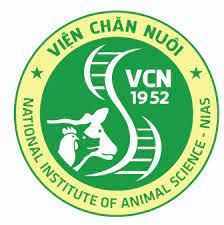 VIỆN CHĂN NUÔI
VCN
1952
NATIONAL INSTITUTE OF ANIMAL SCIENCE - NIAS